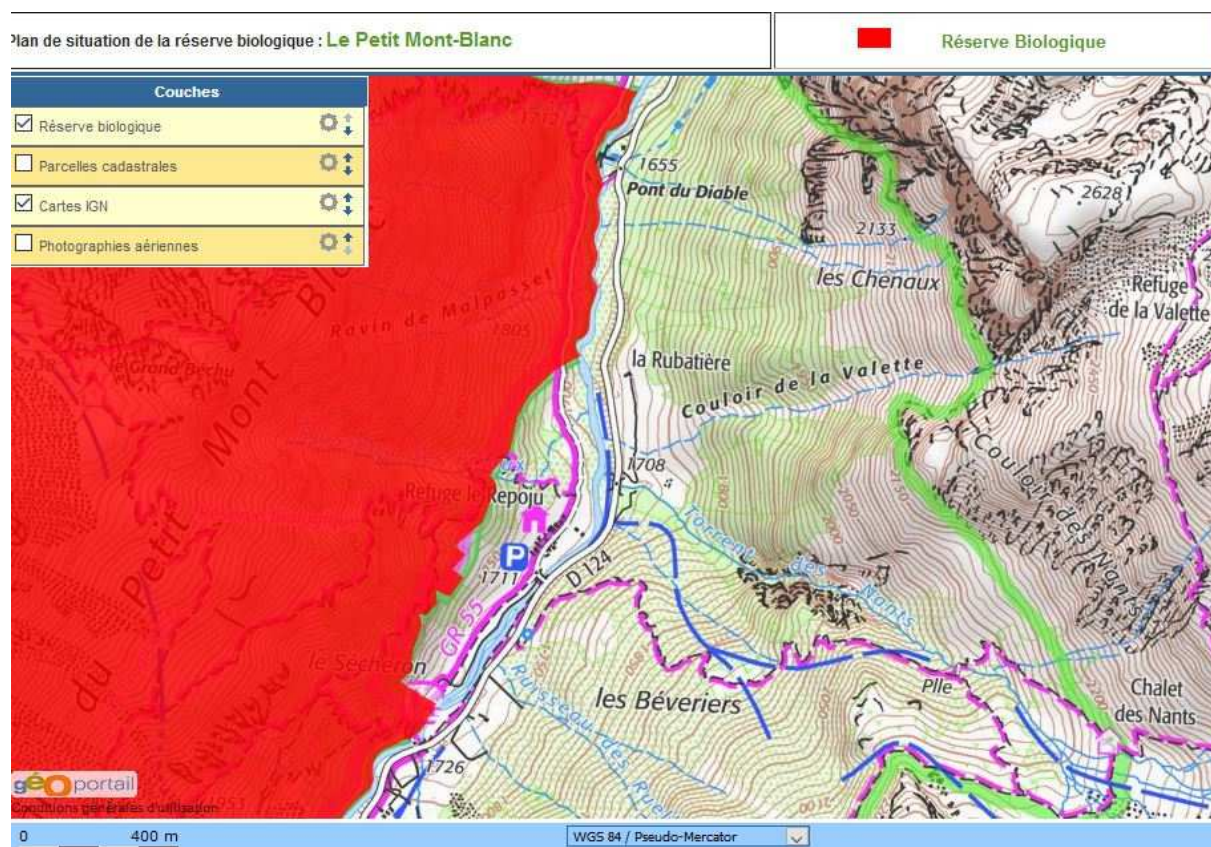 Plan de situation de la réserve biologique : Le Petit Mont-Blanc
Réserve Biologique
Couches
Réserve biologique
Parcelles cadastrales
Cartes IGN
Photographies aériennes
1712
1655
Pont du Diable
2628
2133
les Chenaux
Refuge
de la Valette
Ravin de Malpasset
1805
la Rubatière
Couloir de la Valette
le Grand Bèchu
Petit Mont Blanc
du
1708
Refuge le Repoju
Couloir des Nants
Torrent des Nants
P
1711
D 124
GR 55
le Sécheron
les Béveriers
Plle
Chalet
des Nants
Ruisseau des
1726
géoportail
Conditions générales d'utilisation
0 400 m
WGS 84 / Pseudo-Mercator